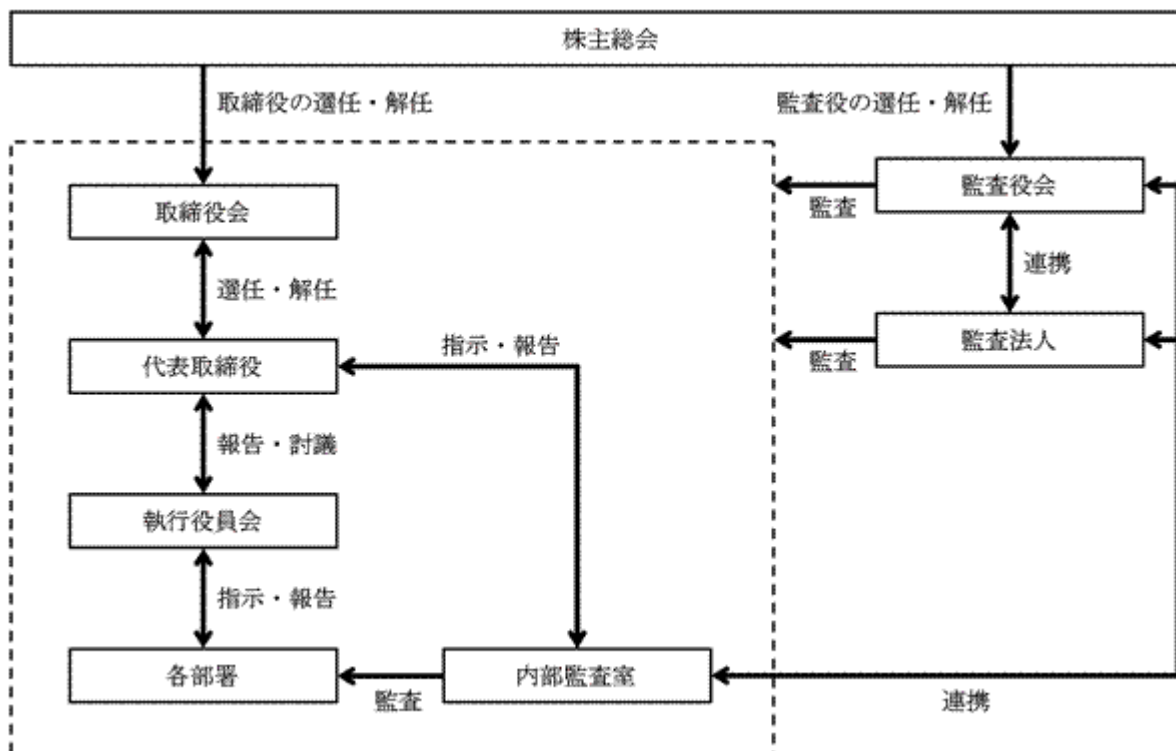 株主総会
取締役の選任・解任
監査役の選任・解任
取締役会
監査役会
監査
選任・解任
連携
代表取締役
指示・報告
監査法人
監査
報告・討議
執行役員会
指示・報告
各部署
監査
内部監査室
連携